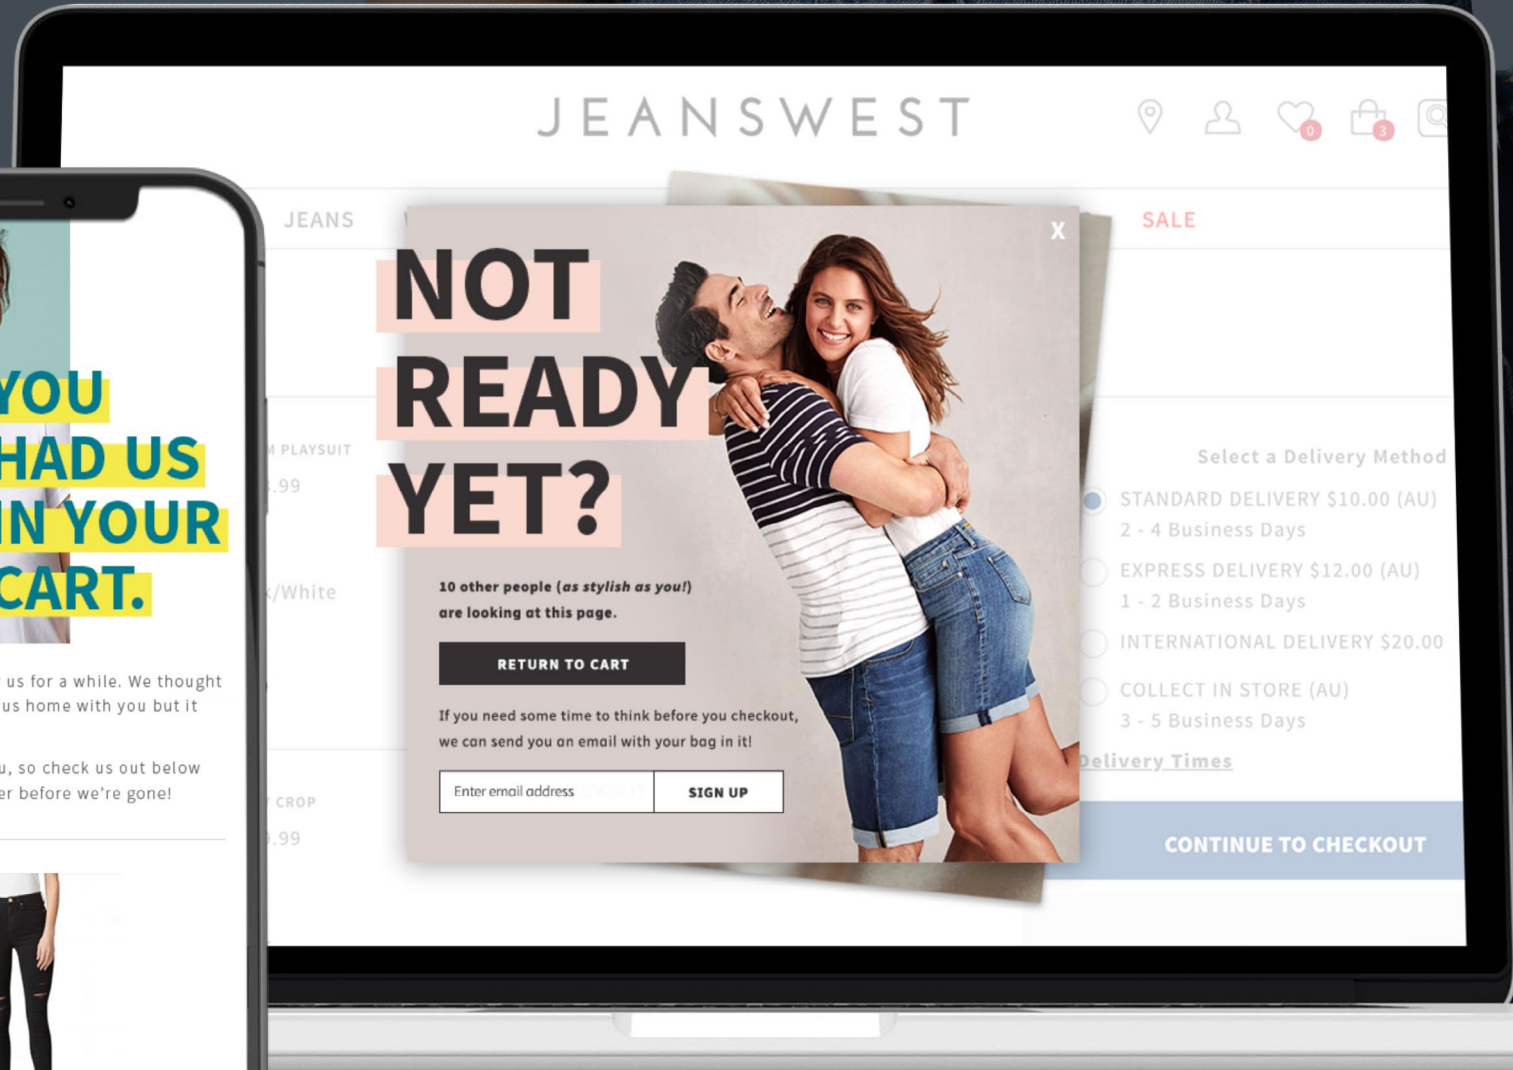 JEANSWEST
0
3
JEANS
SALE
X
NOT
READY
YET?
10 other people (as stylish as you!)
are looking at this page.
RETURN TO CART
If you need some time to think before you checkout,
we can send you an email with your bag in it!
Enter email address
SIGN UP
PLAYSUIT
.99
/White
CROP
.99
Select a Delivery Method
STANDARD DELIVERY $10.00 (AU)
2 - 4 Business Days
EXPRESS DELIVERY $12.00 (AU)
1 - 2 Business Days
INTERNATIONAL DELIVERY $20.00
COLLECT IN STORE (AU)
3 - 5 Business Days
Delivery Times
CONTINUE TO CHECKOUT
YOU
HAD US
IN YOUR
CART.
us for a while. We thought
us home with you but it
u, so check us out below
er before we're gone!